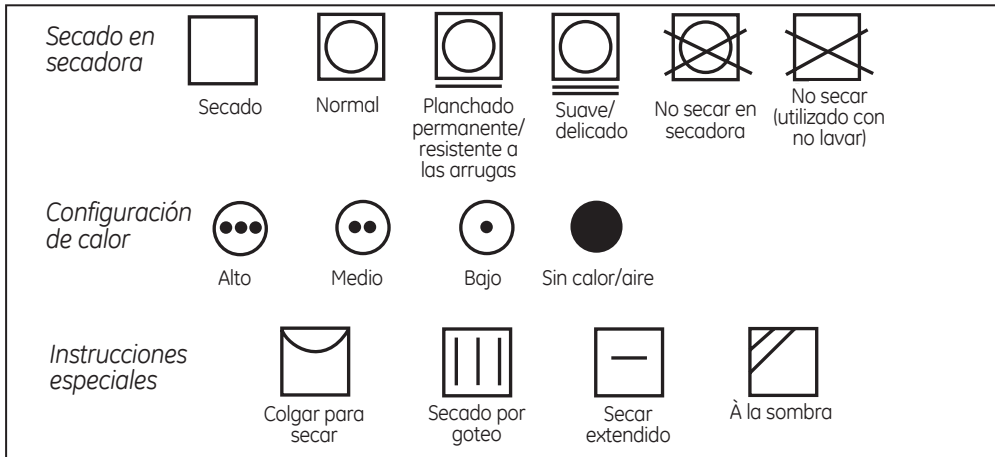 Secado en
secadora
Secado
Normal
Planchado
permanente/
resistente a
las arrugas
Suave/
delicado
No secar en
secadora
No secar
(utilizado con
no lavar)
Configuración
de calor
Alto
Medio
Bajo
Sin calor/aire
Instrucciones
especiales
Colgar para
secar
Secado por
goteo
Secar
extendido
À la sombra